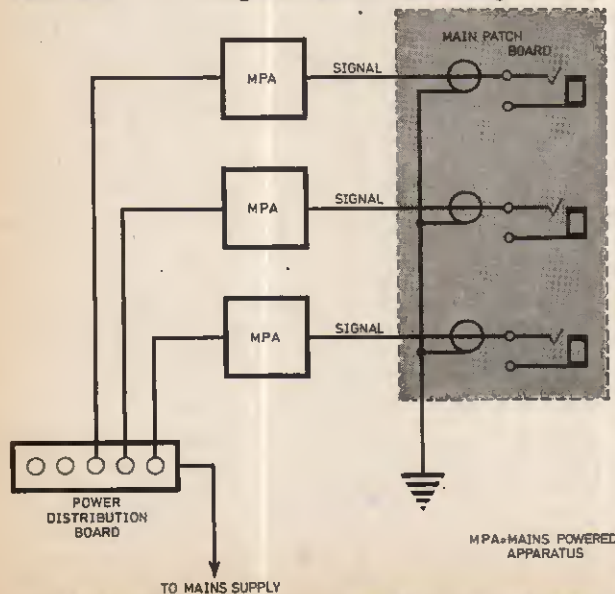 MAIN PATCH
BOARD
MPA
SIGNAL
MPA
SIGNAL
MPA
SIGNAL
POWER
DISTRIBUTION
BOARD
MPA=MAINS POWERED
APPARATUS
TO MAINS SUPPLY